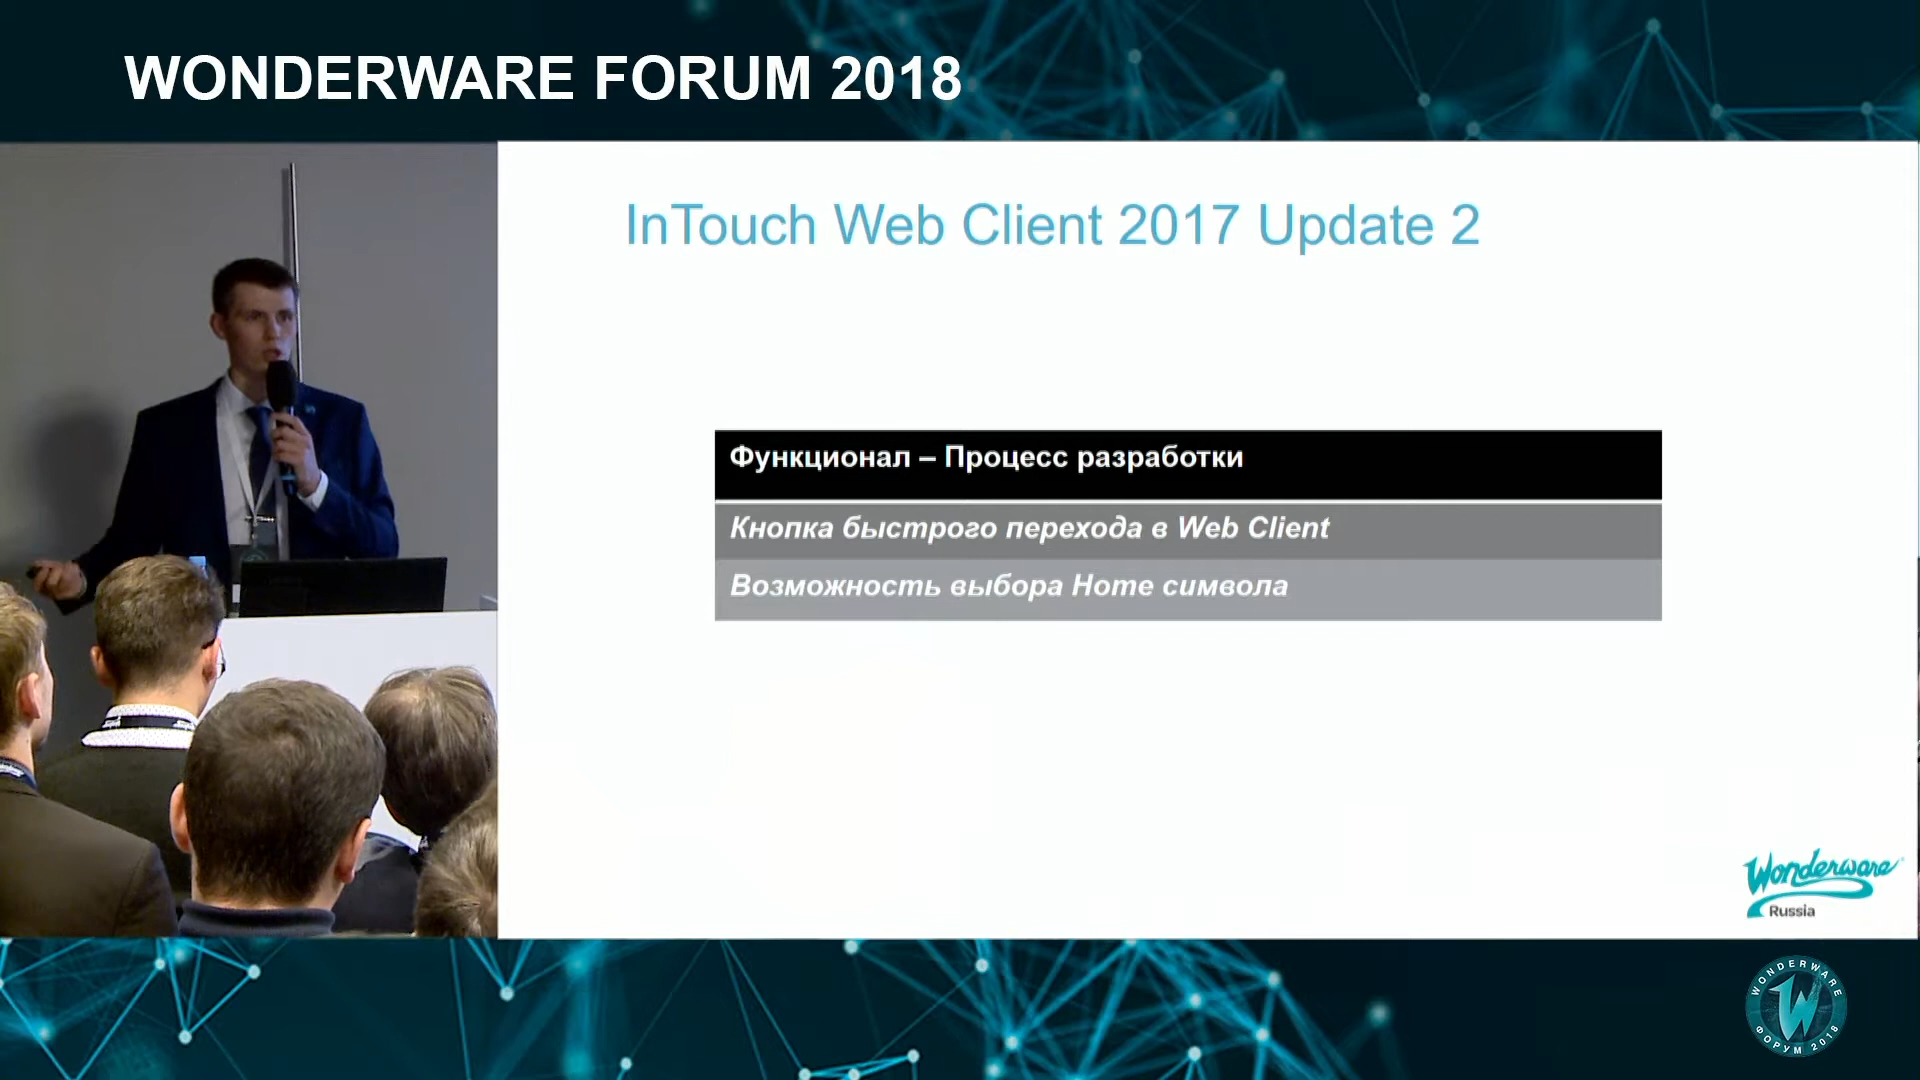 WONDERWARE FORUM 2018
InTouch Web Client 2017 Update 2
Функционал – Процесс разработки
Кнопка быстрого перехода в Web Client
Возможность выбора Home символа
Wonderware
Russia
WONDERWARE
W
ФОРУМ 2018